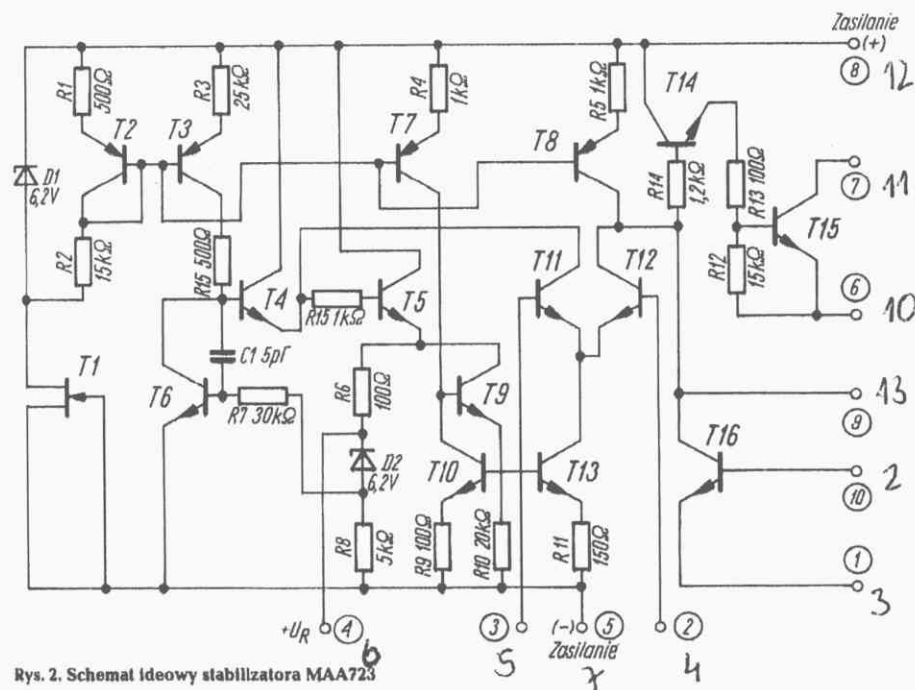 Zasilanie
(+)
8 12
R1 500Ω
R3 25kΩ
R4 1kΩ
R5 1kΩ
T14
T2 T3
T7
T8
D1 6,2V
R14 1,2kΩ
R13 100Ω
7 11
R2 15kΩ
R15 500Ω
T15
T11 T12
R12 15kΩ
T4
R15 1kΩ
T5
6
10
C1 5pF
T1
T6
R6 100Ω
T9
R7 30kΩ
13
9
D2 6,2V
T10
T13
T16
2
10
R8 5kΩ
R9 100Ω
R10 20kΩ
R11 150Ω
1
3
+UR 4
3
(–) 5
2
Zasilanie
6 5 7 4
Rys. 2. Schemat ideowy stabilizatora MAA723